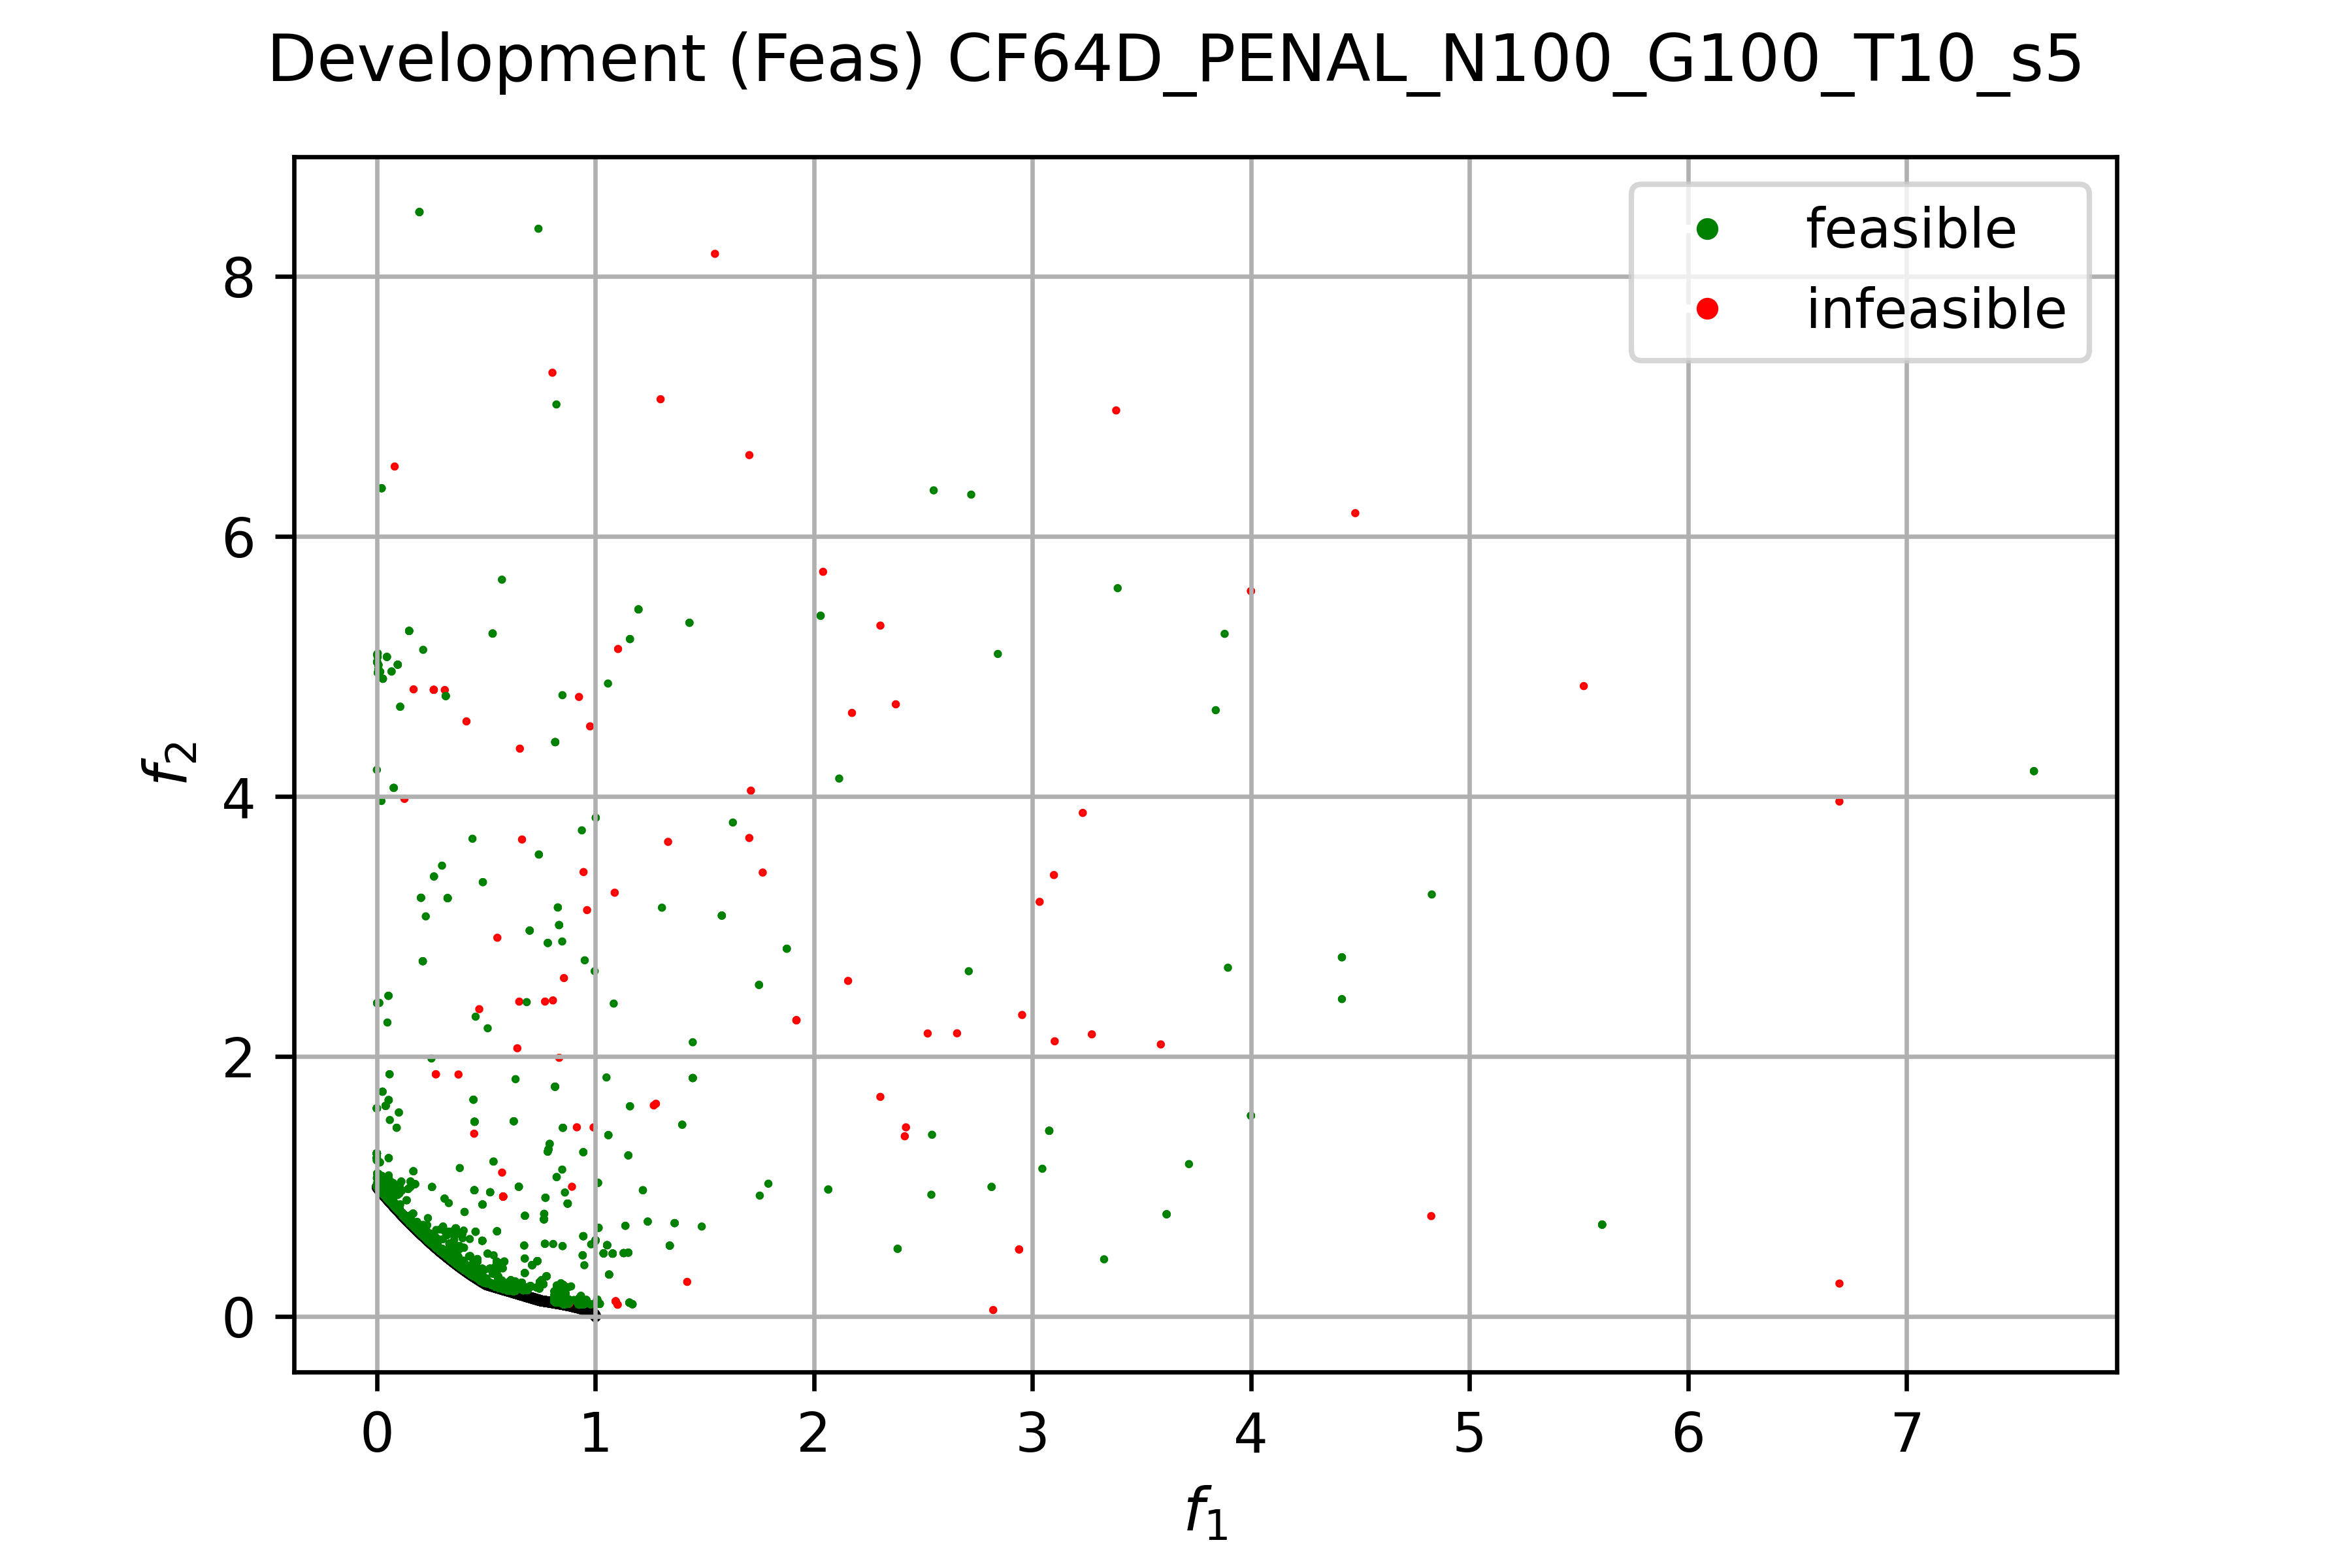 Development (Feas) CF64D_PENAL_N100_G100_T10_s5
feasible
infeasible
8
6
4
2
0
f2
0 1 2 3 4 5 6 7
f1